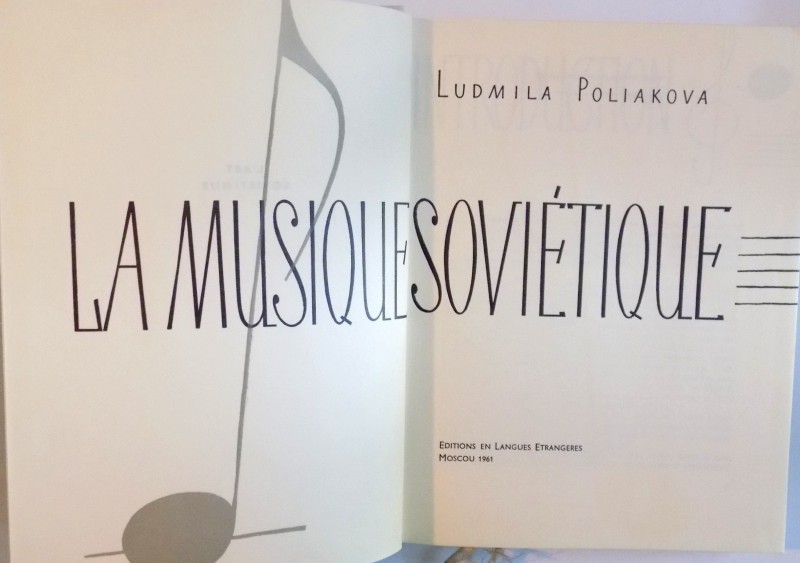 LUDMILA POLIAKOVA
LA MUSIQUE SOVIÉTIQUE
EDITIONS EN LANGUES ETRANGERES
MOSCOU 1961